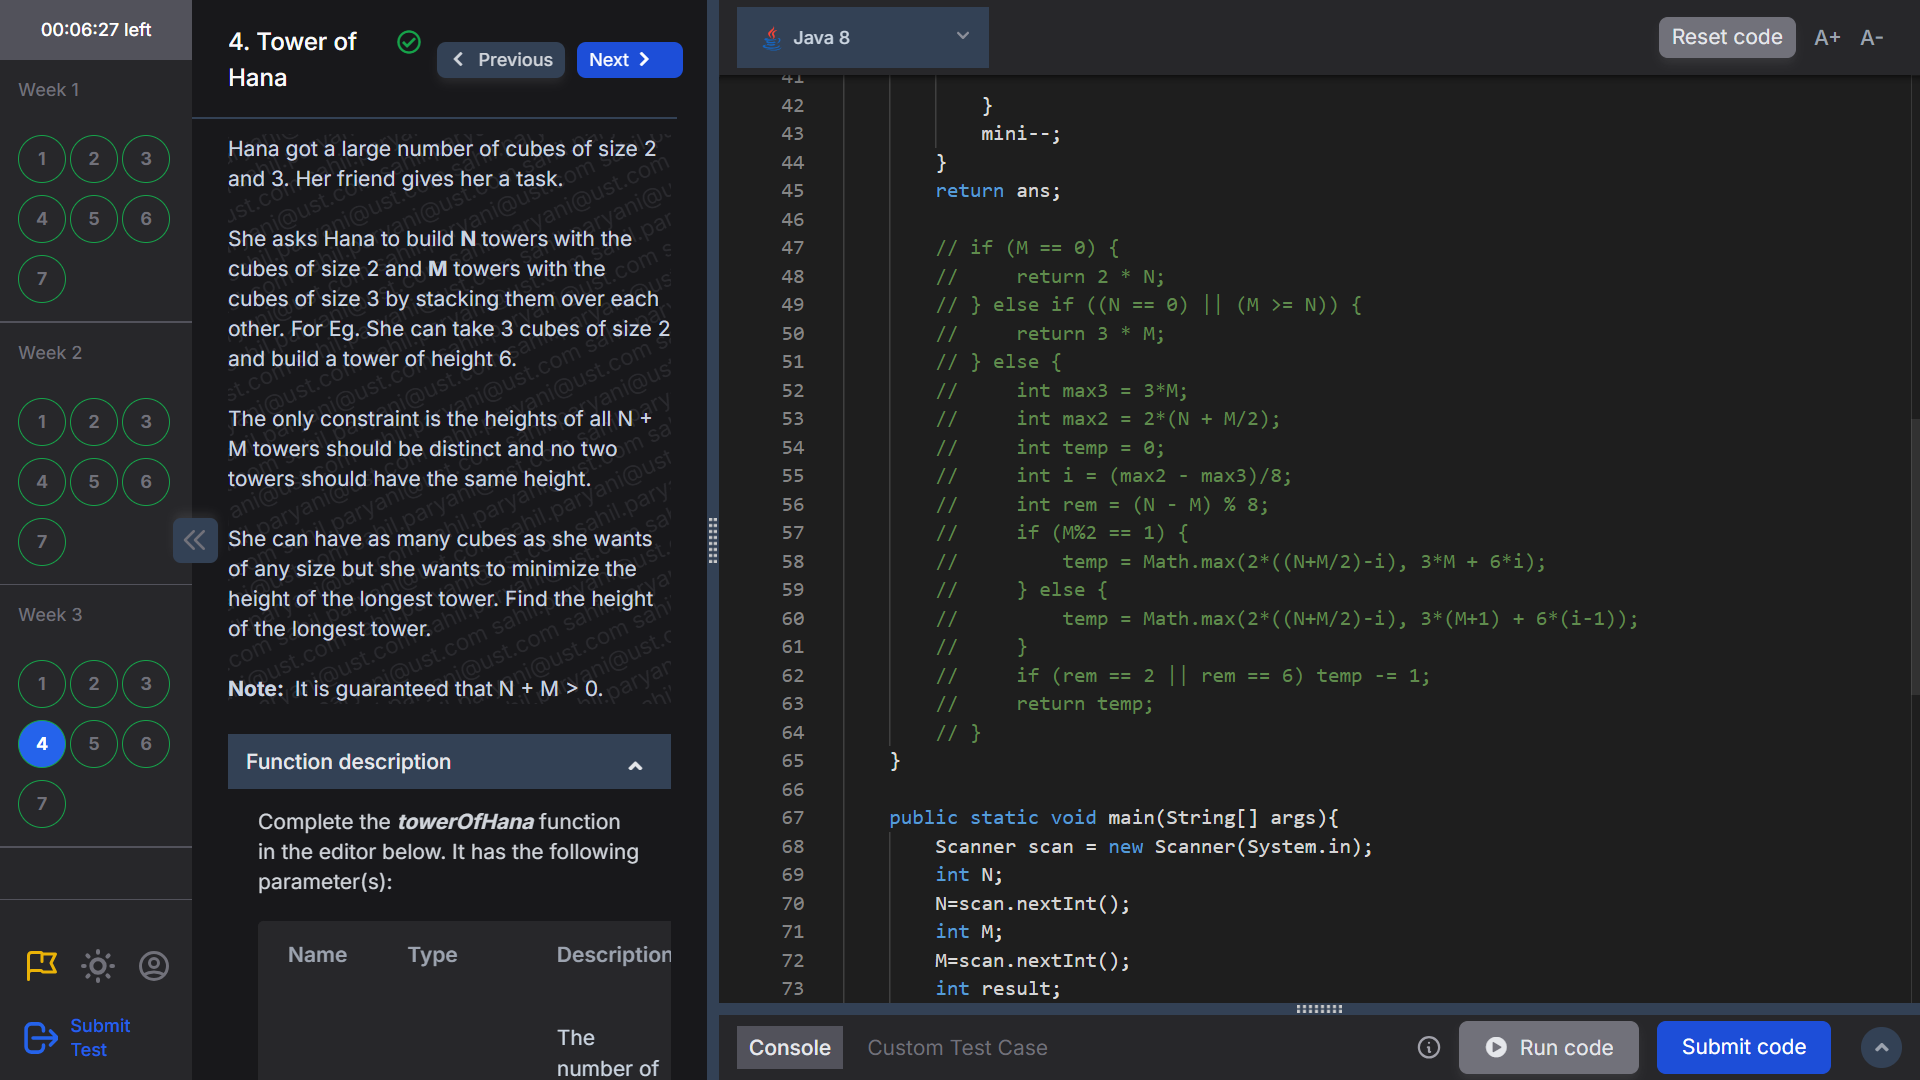 00:06:27 left
Week 1
1 2 3
4 5 6
7
Week 2
1 2 3
4 5 6
7
Week 3
1 2 3
4 5 6
7
Submit
Test
4. Tower of
Hana
Previous
Next
Hana got a large number of cubes of size 2
and 3. Her friend gives her a task.
She asks Hana to build N towers with the
cubes of size 2 and M towers with the
cubes of size 3 by stacking them over each
other. For Eg. She can take 3 cubes of size 2
and build a tower of height 6.
The only constraint is the heights of all N +
M towers should be distinct and no two
towers should have the same height.
She can have as many cubes as she wants
of any size but she wants to minimize the
height of the longest tower. Find the height
of the longest tower.
Note: It is guaranteed that N + M > 0.
Function description
Complete the towerOfHana function
in the editor below. It has the following
parameter(s):
Name Type Description
The
number of
Java 8
Reset code A+ A-
41
42 }
43 mini--;
44 }
45 return ans;
46
47 // if (M == 0) {
48 //     return 2 * N;
49 // } else if ((N == 0) || (M >= N)) {
50 //     return 3 * M;
51 // } else {
52 //     int max3 = 3*M;
53 //     int max2 = 2*(N + M/2);
54 //     int temp = 0;
55 //     int i = (max2 - max3)/8;
56 //     int rem = (N - M) % 8;
57 //     if (M%2 == 1) {
58 //         temp = Math.max(2*((N+M/2)-i), 3*M + 6*i);
59 //     } else {
60 //         temp = Math.max(2*((N+M/2)-i), 3*(M+1) + 6*(i-1));
61 //     }
62 //     if (rem == 2 || rem == 6) temp -= 1;
63 //     return temp;
64 // }
65 }
66
67 public static void main(String[] args){
68 Scanner scan = new Scanner(System.in);
69 int N;
70 N=scan.nextInt();
71 int M;
72 M=scan.nextInt();
73 int result;
Console
Custom Test Case
Run code
Submit code